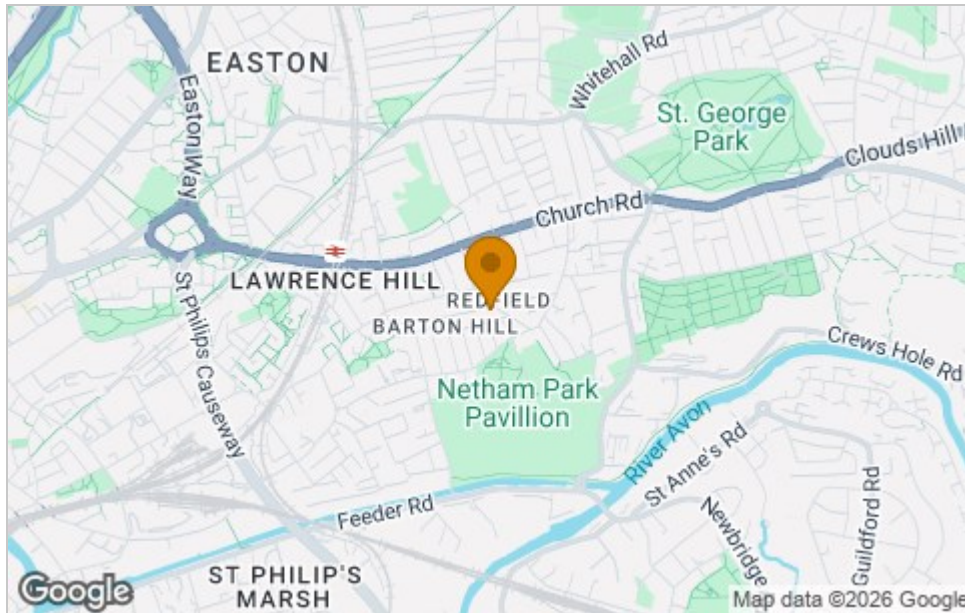 EASTON
Easton Way
Whitehall Rd
St. George
Park
Clouds Hill
Church Rd
LAWRENCE HILL
REDFIELD
BARTON HILL
St Philips Causeway
Netham Park
Pavillion
Crews Hole Rd
River Avon
St Anne's Rd
Feeder Rd
Newbridge
Guildford Rd
ST PHILIP'S
MARSH
Google
Map data ©2026 Google